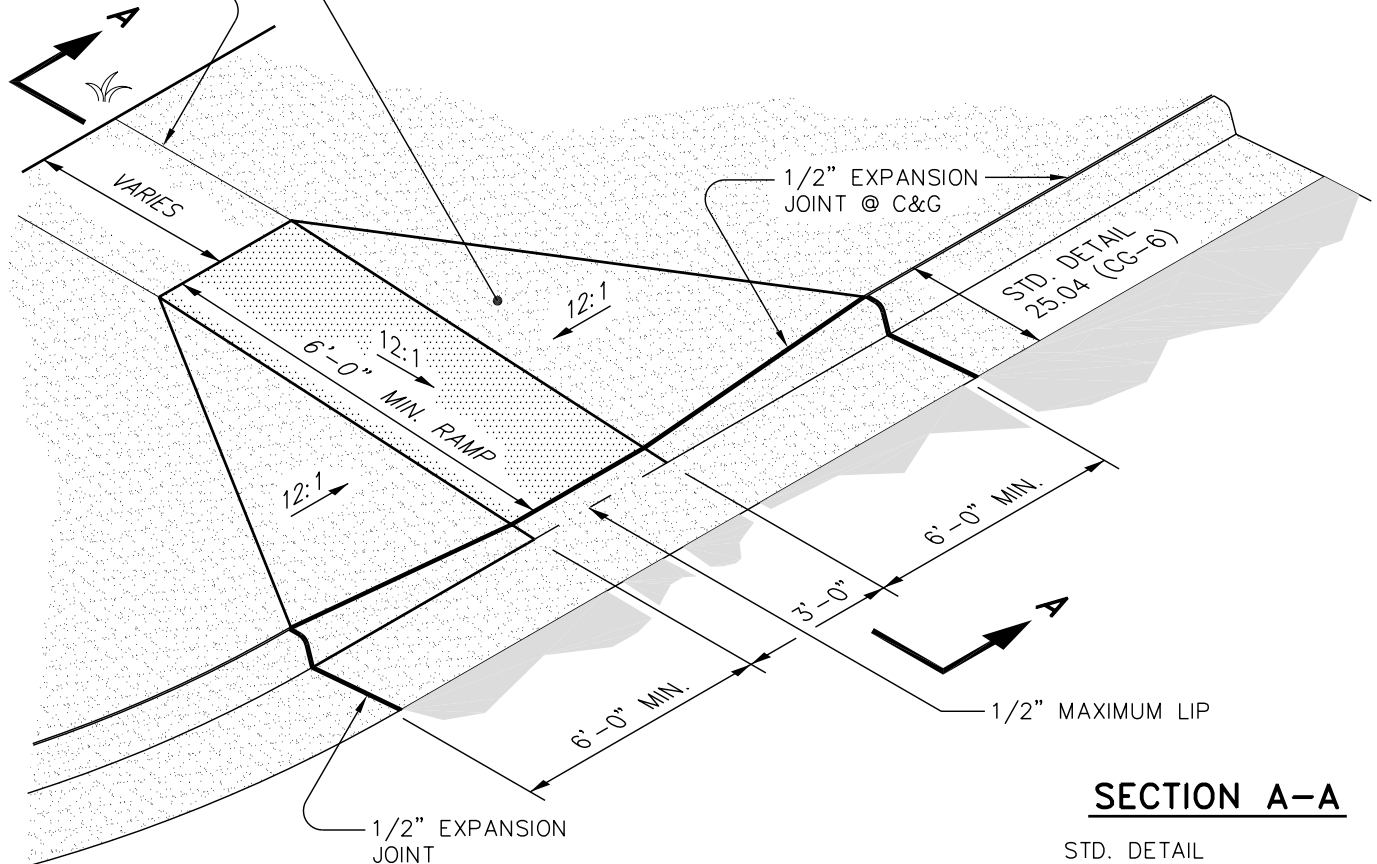 A
VARIES
1/2" EXPANSION
JOINT @ C&G
STD. DETAIL
25.04 (CG-6)
12:1
12:1
6'-0" MIN. RAMP
12:1
6'-0" MIN.
3'-0"
A
6'-0" MIN.
1/2" MAXIMUM LIP
SECTION A-A
1/2" EXPANSION
JOINT
STD. DETAIL